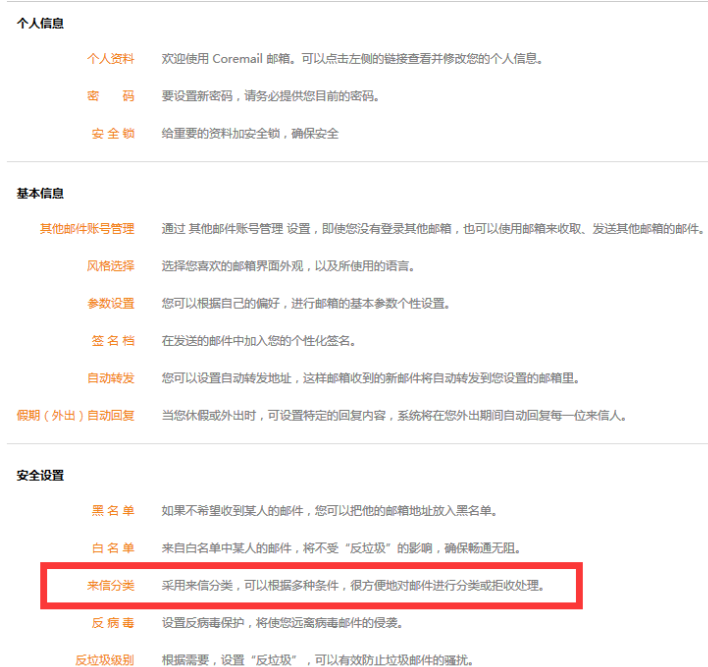 个人信息
个人资料 欢迎使用 Coremail 邮箱。可以点击左侧的链接查看并修改您的个人信息。
密 码 要设置新密码，请务必提供您目前的密码。
安 全 锁 给重要的资料加安全锁，确保安全
基本信息
其他邮件账号管理 通过 其他邮件账号管理 设置，即使您没有登录其他邮箱，也可以使用邮箱来收取、发送其他邮箱的邮件。
风格选择 选择您喜欢的邮箱界面外观，以及所使用的语言。
参数设置 您可以根据自己的偏好，进行邮箱的基本参数个性设置。
签 名 档 在发送的邮件中加入您的个性化签名。
自动转发 您可以设置自动转发地址，这样邮箱收到的新邮件将自动转发到您设置的邮箱里。
假期（外出）自动回复 当您休假或外出时，可设置特定的回复内容，系统将在您外出期间自动回复每一位来信人。
安全设置
黑 名 单 如果不希望收到某人的邮件，您可以把他的邮箱地址放入黑名单。
白 名 单 来自白名单中某人的邮件，将不受“反垃圾”的影响，确保畅通无阻。
来信分类 采用来信分类，可以根据多种条件，很方便地对邮件进行分类或拒收处理。
反 病 毒 设置反病毒保护，将使您远离病毒邮件的侵袭。
反垃圾级别 根据需要，设置“反垃圾”，可以有效防止垃圾邮件的骚扰。